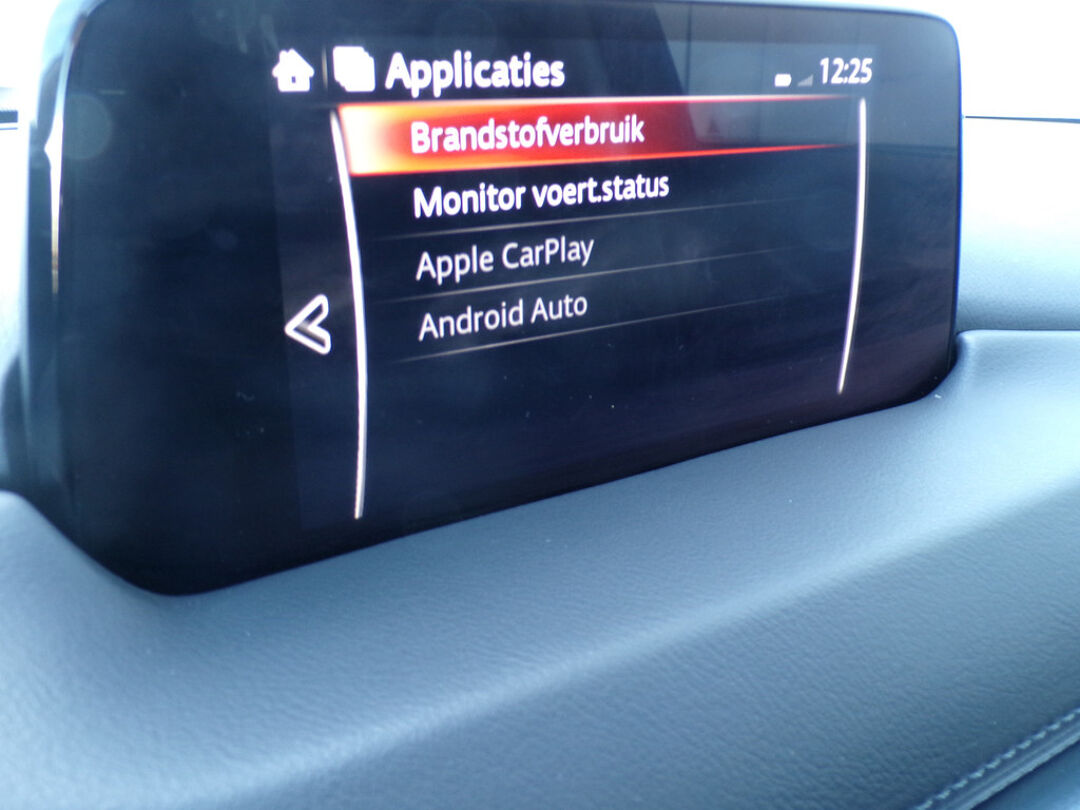 Applicaties
12:25
Brandstofverbruik
Monitor voert.status
Apple CarPlay
Android Auto